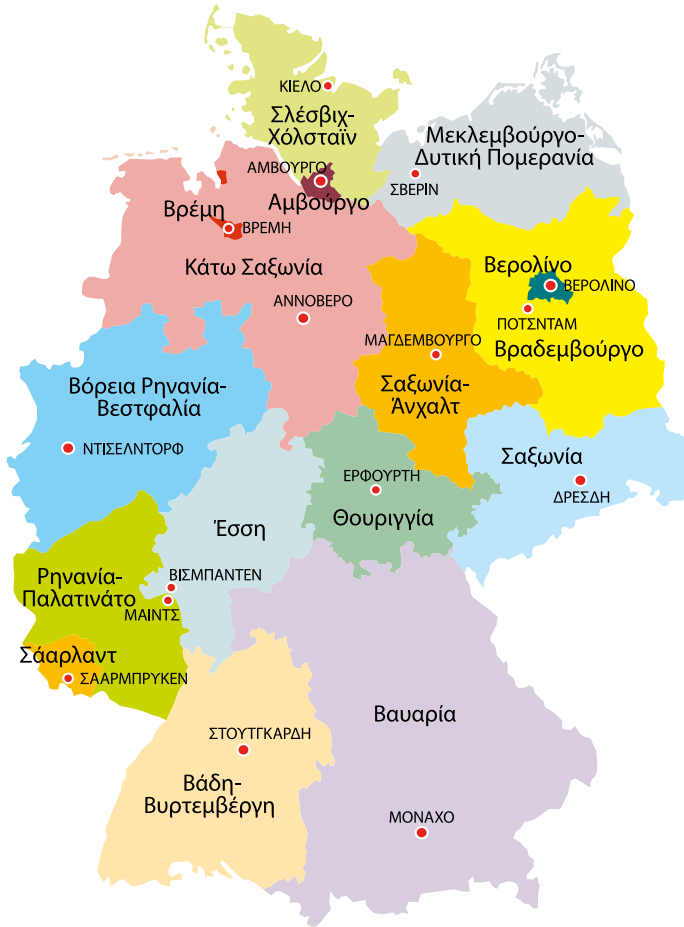 ΚΙΕΛΟ
Σλέσβιχ-
Χόλσταϊν
Μεκλεμβούργο-
Δυτική Πομερανία
ΑΜΒΟΥΡΓΟ
ΣΒΕΡΙΝ
Αμβούργο
Βρέμη
ΒΡΕΜΗ
Κάτω Σαξωνία
Βερολίνο
ΒΕΡΟΛΙΝΟ
ΑΝΝΟΒΕΡΟ
ΠΟΤΣΝΤΑΜ
ΜΑΓΔΕΜΒΟΥΡΓΟ
Βραδεμβούργο
Βόρεια Ρηνανία-
Βεστφαλία
Σαξωνία-
Άνχαλτ
ΝΤΙΣΕΛΝΤΟΡΦ
Σαξωνία
ΕΡΦΟΥΡΤΗ
ΔΡΕΣΔΗ
Έσση
Θουριγγία
ΒΙΣΜΠΑΝΤΕΝ
Ρηνανία-
Παλατινάτο
ΜΑΙΝΤΣ
Σάαρλαντ
ΣΑΑΡΜΠΡΥΚΕΝ
Βαυαρία
ΣΤΟΥΤΓΚΑΡΔΗ
Βάδη-
Βυρτεμβέργη
ΜΟΝΑΧΟ